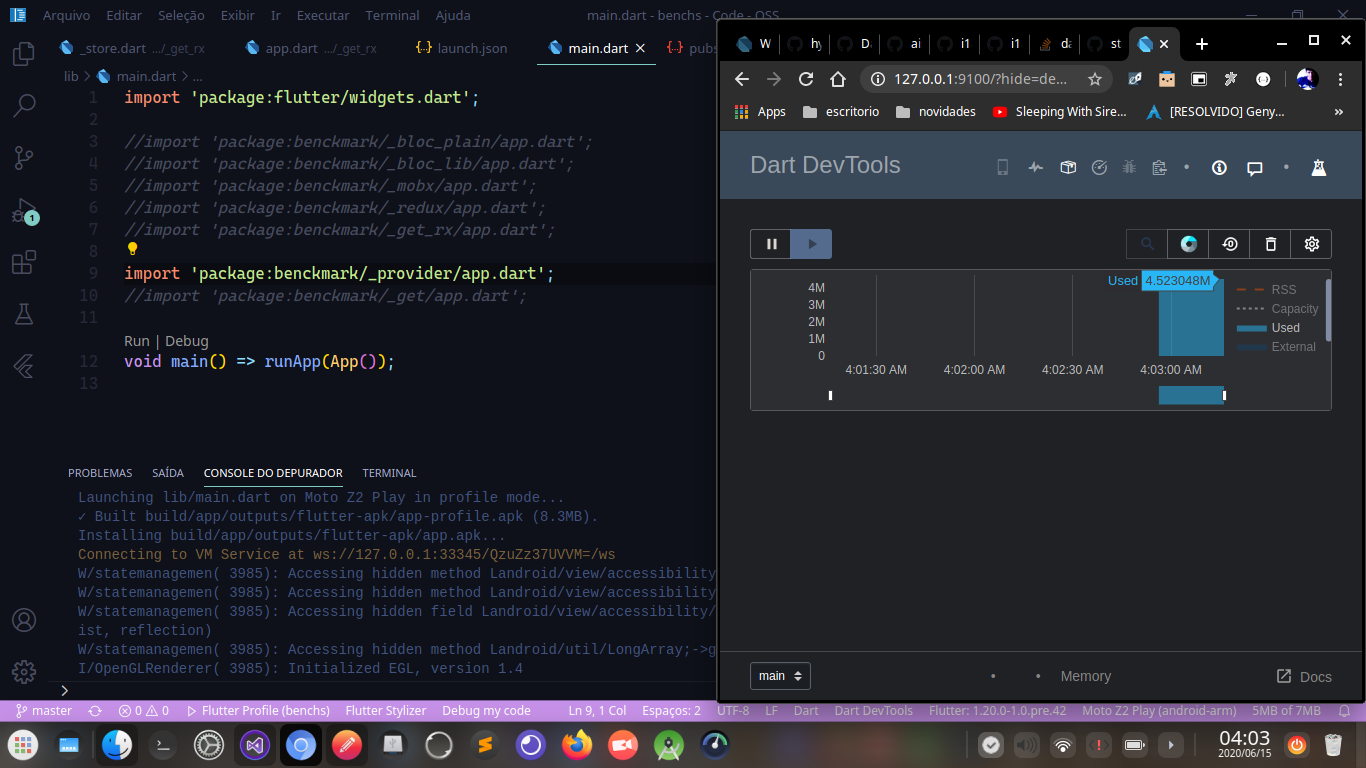 Arquivo Editar Seleção Exibir Ir Executar Terminal Ajuda main.dart - benchs - Code - OSS
_store.dart .../_get_rx app.dart .../_get_rx launch.json main.dart pubs
lib > main.dart > ...
1 import 'package:flutter/widgets.dart';
2
3 //import 'package:benckmark/_bloc_plain/app.dart';
4 //import 'package:benckmark/_bloc_lib/app.dart';
5 //import 'package:benckmark/_mobx/app.dart';
6 //import 'package:benckmark/_redux/app.dart';
7 //import 'package:benckmark/_get_rx/app.dart';
8
9 import 'package:benckmark/_provider/app.dart';
10 //import 'package:benckmark/_get/app.dart';
11
Run | Debug
12 void main() => runApp(App());
13
1
PROBLEMAS SAÍDA CONSOLE DO DEPURADOR TERMINAL
Launching lib/main.dart on Moto Z2 Play in profile mode...
✓ Built build/app/outputs/flutter-apk/app-profile.apk (8.3MB).
Installing build/app/outputs/flutter-apk/app.apk...
Connecting to VM Service at ws://127.0.0.1:33345/QzuZz37UVVM=/ws
W/statemanagemen( 3985): Accessing hidden method Landroid/view/accessibility
W/statemanagemen( 3985): Accessing hidden method Landroid/view/accessibility
W/statemanagemen( 3985): Accessing hidden field Landroid/view/accessibility/
ist, reflection)
W/statemanagemen( 3985): Accessing hidden method Landroid/util/LongArray;->g
I/OpenGLRenderer( 3985): Initialized EGL, version 1.4
>
W hy D. ai i1 i1 da st
127.0.0.1:9100/?hide=de...
Apps escritorio novidades Sleeping With Sire... [RESOLVIDO] Geny... »
Dart DevTools
Used 4.523048M
4M
3M
2M
1M
0
4:01:30 AM 4:02:00 AM 4:02:30 AM 4:03:00 AM
RSS
Capacity
Used
External
main • • Memory Docs
master 0 0 Flutter Profile (benchs) Flutter Stylizer Debug my code Ln 9, 1 Col Espaços: 2 UTF-8 LF Dart Dart DevTools Flutter: 1.20.0-1.0.pre.42 Moto Z2 Play (android-arm) 5MB of 7MB
04:03
2020/06/15